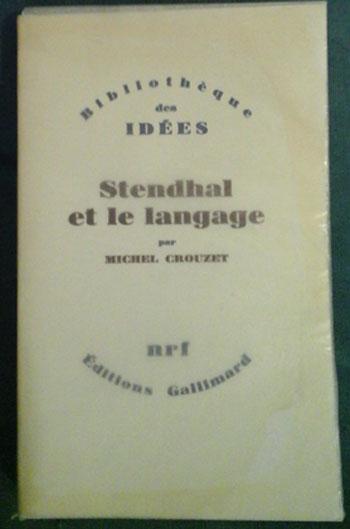 Bibliothèque
des
IDÉES
Stendhal
et le langage
par
MICHEL CROUZET
nrf
Éditions Gallimard